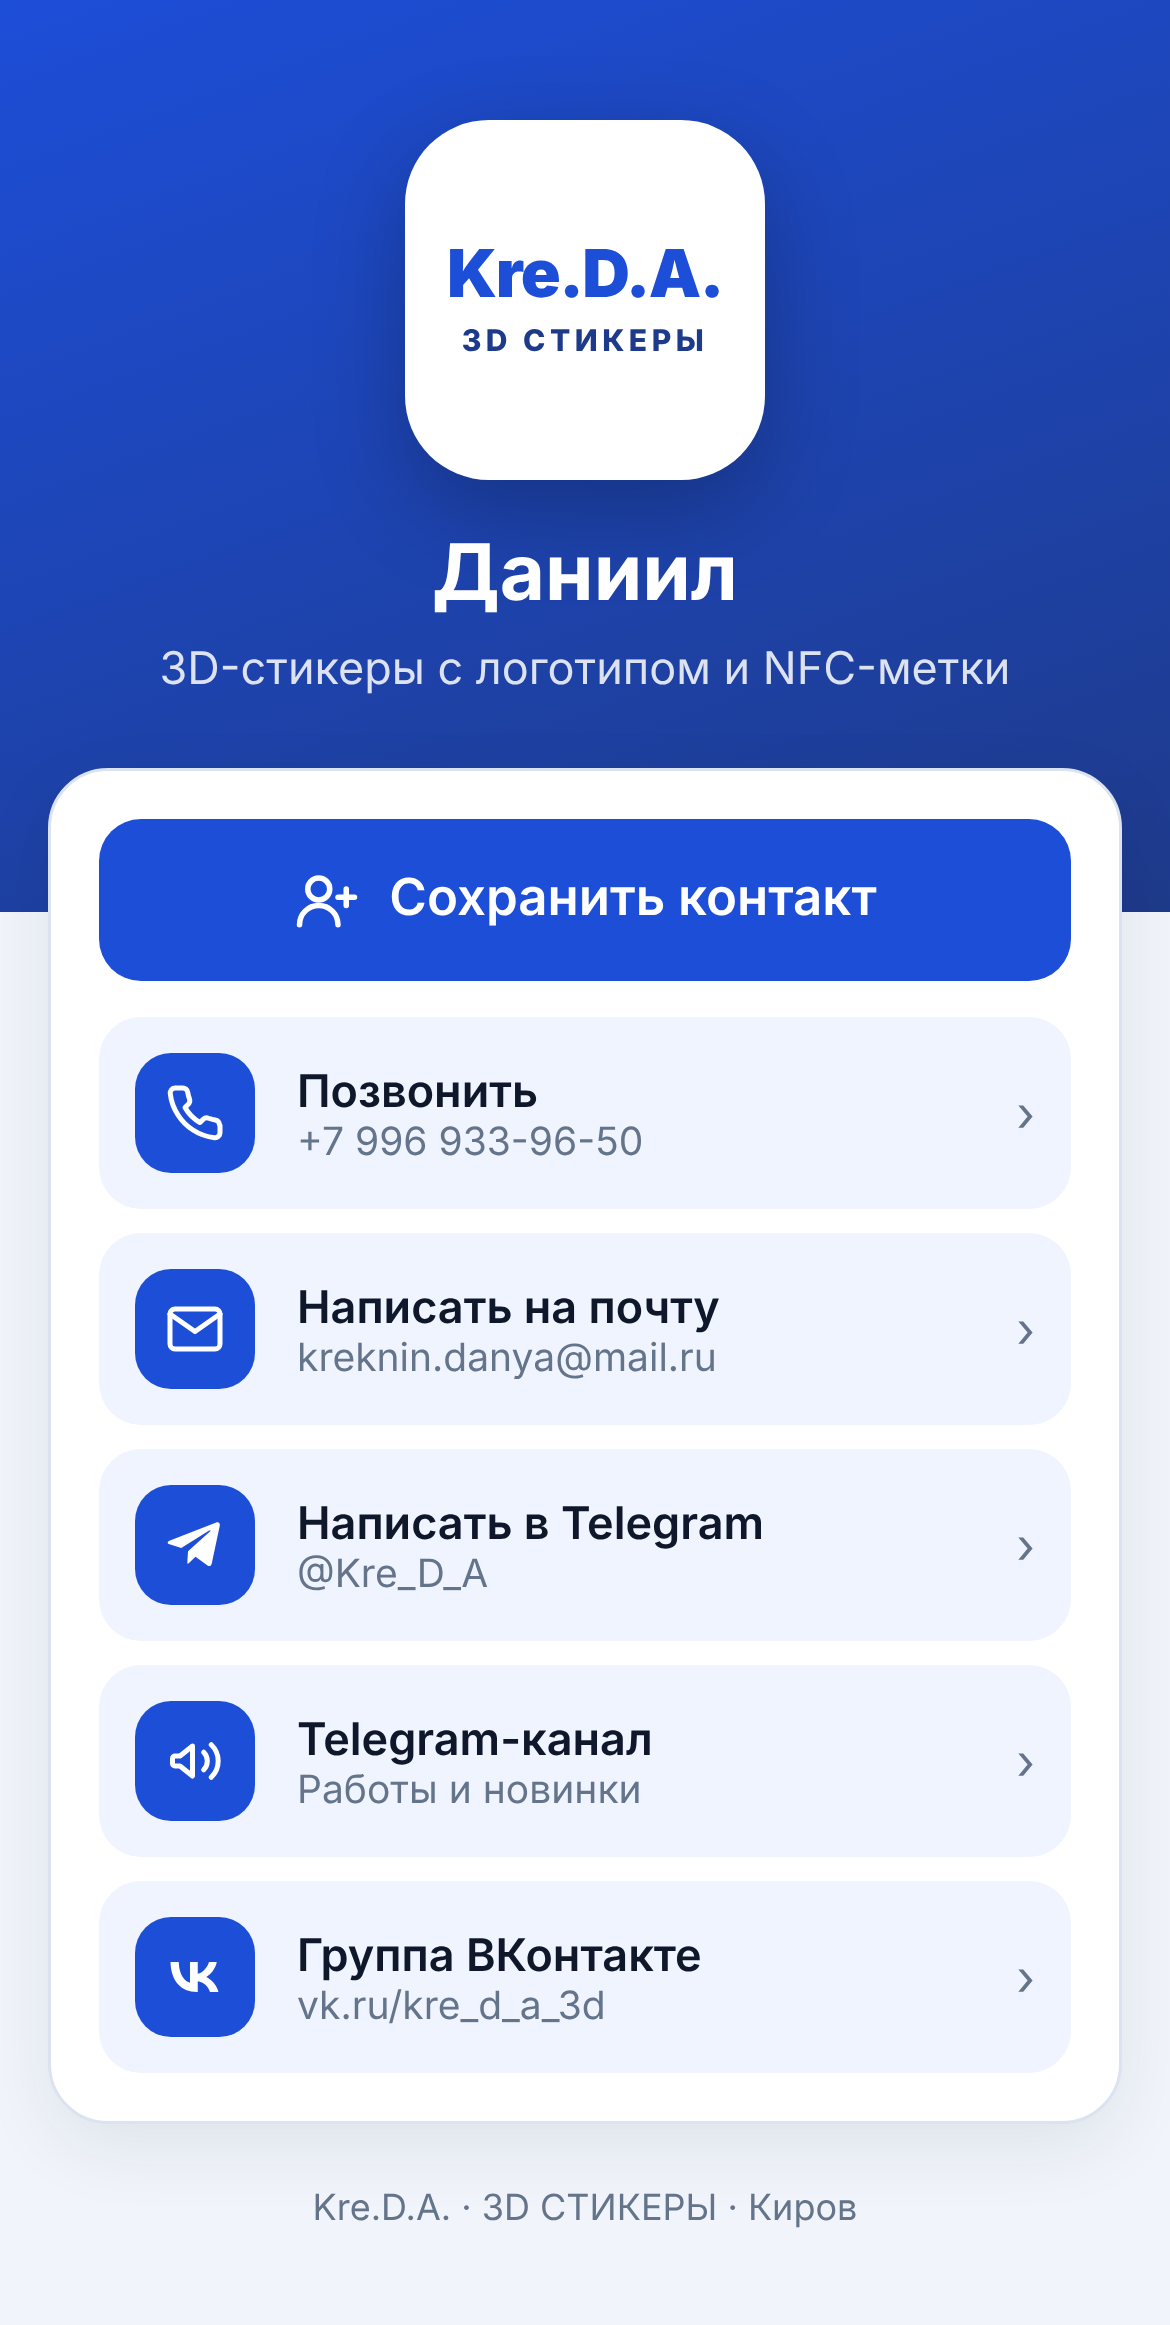 Kre.D.A.
3D СТИКЕРЫ
Даниил
3D-стикеры с логотипом и NFC-метки
Сохранить контакт
Позвонить
+7 996 933-96-50
Написать на почту
kreknin.danya@mail.ru
Написать в Telegram
@Kre_D_A
Telegram-канал
Работы и новинки
Группа ВКонтакте
vk.ru/kre_d_a_3d
Kre.D.A. · 3D СТИКЕРЫ · Киров